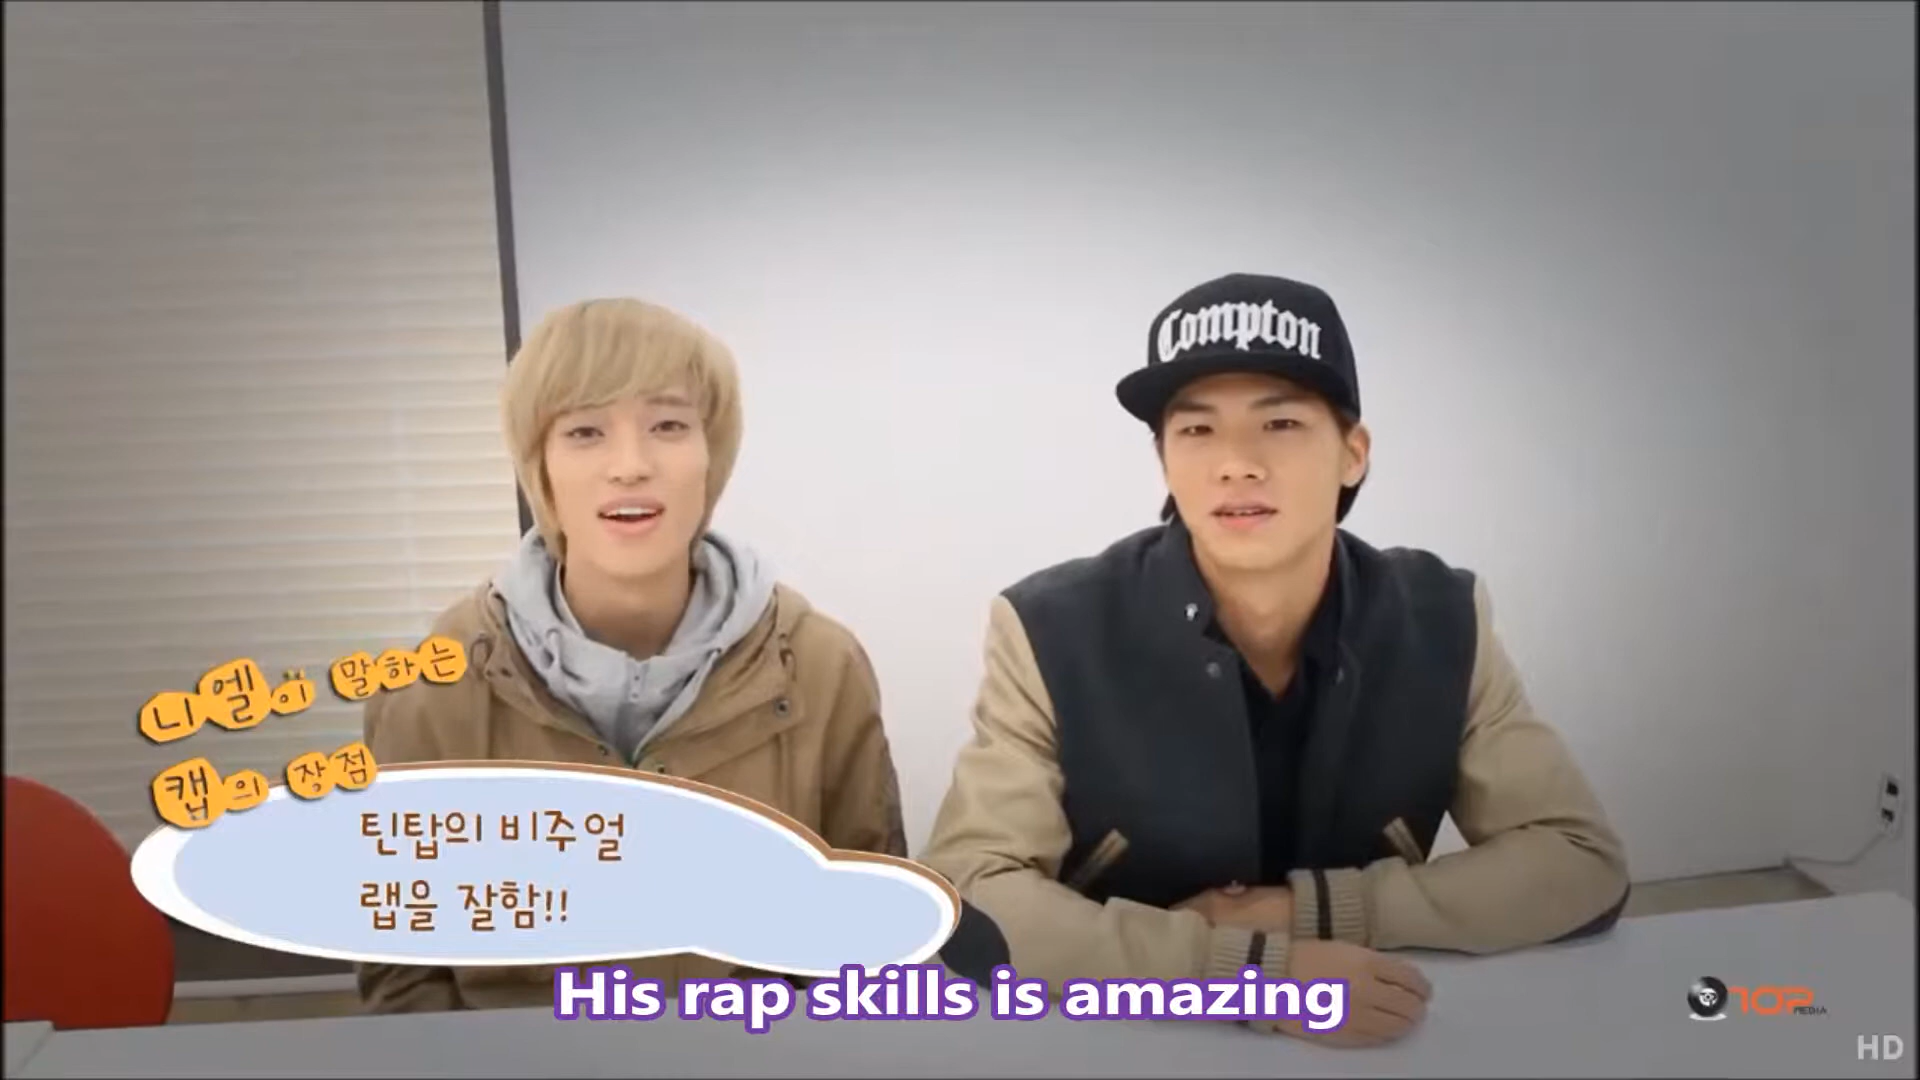 Compton
니엘이 말하는
캡의 장점
틴탑의 비주얼
랩을 잘함!!
His rap skills is amazing
TOP
MEDIA
HD